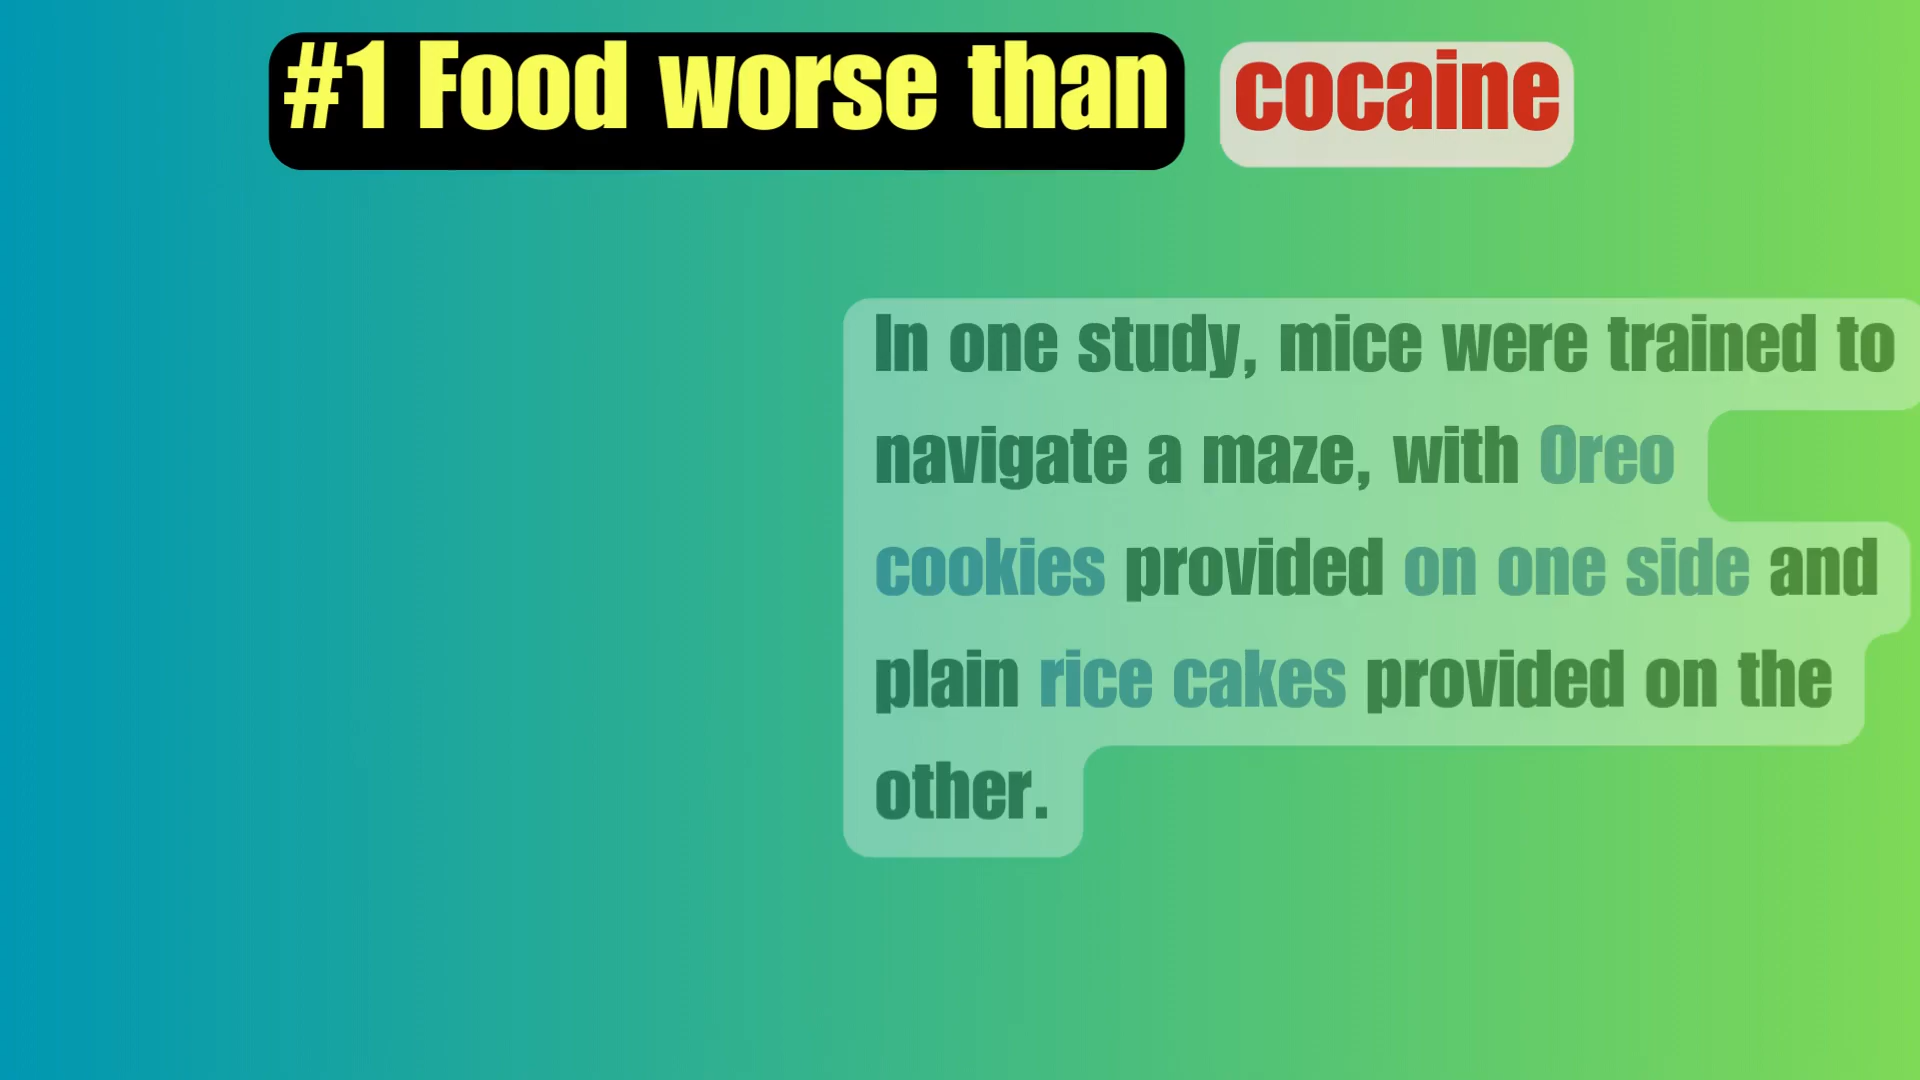 #1 Food worse than cocaine
In one study, mice were trained to
navigate a maze, with Oreo
cookies provided on one side and
plain rice cakes provided on the
other.